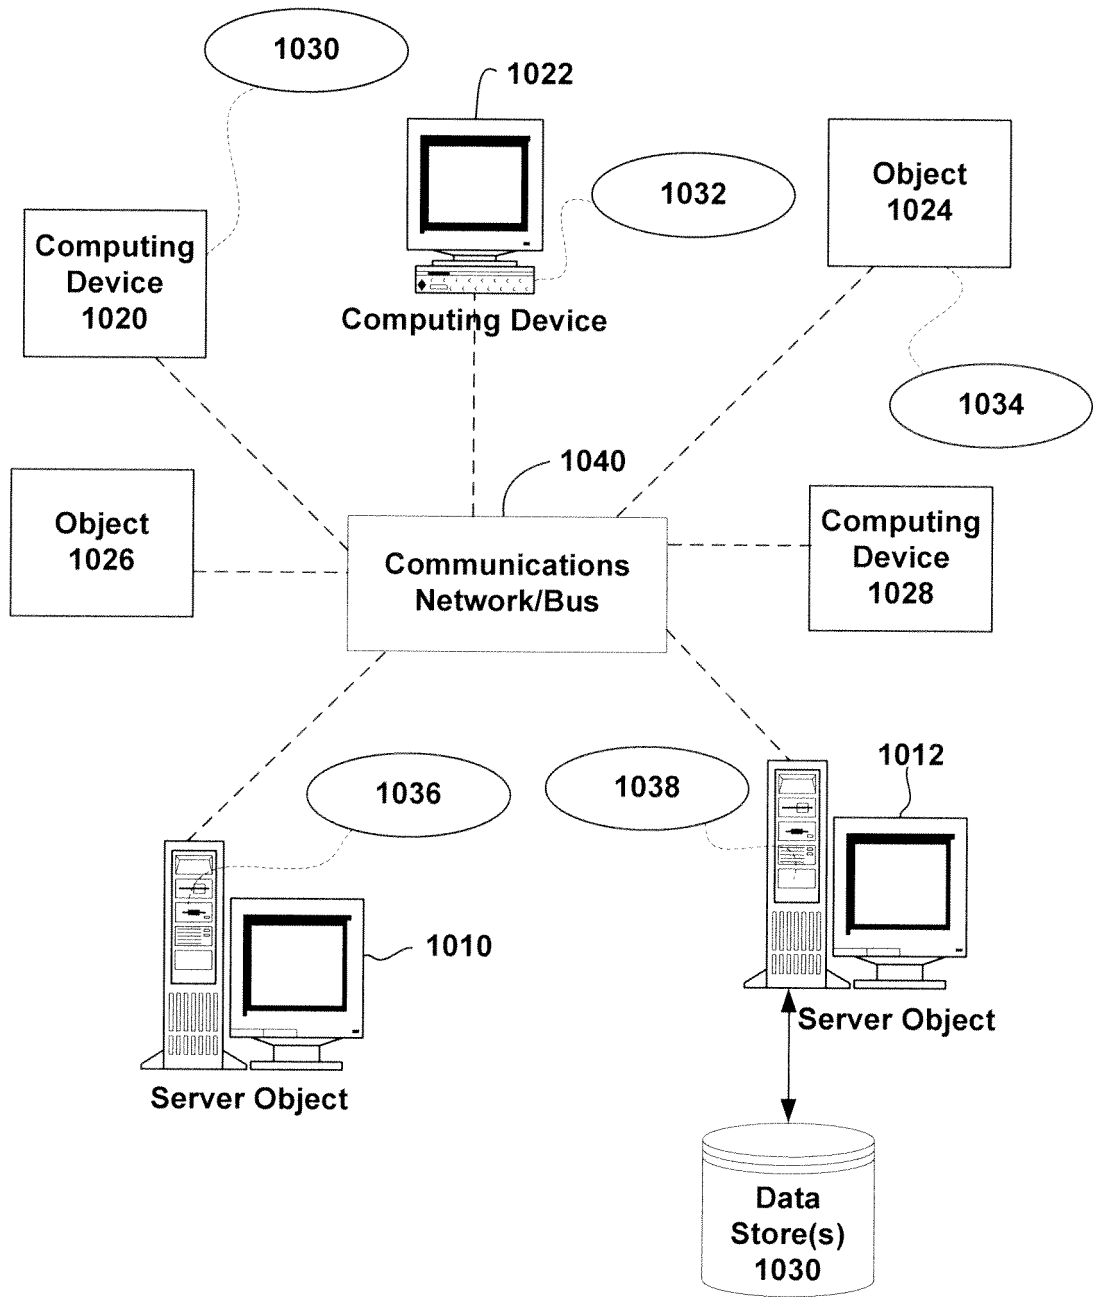 1030
1022
1032
Object
1024
Computing
Device
1020
Computing Device
1034
1040
Object
1026
Communications
Network/Bus
Computing
Device
1028
1036
1038
1012
1010
Server Object
Server Object
Data
Store(s)
1030